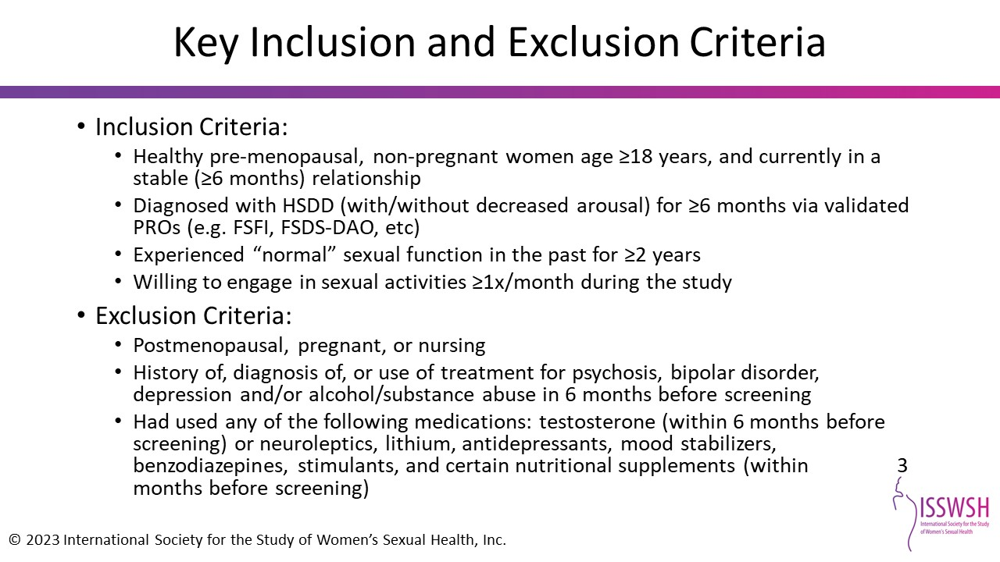 Key Inclusion and Exclusion Criteria
• Inclusion Criteria:
• Healthy pre-menopausal, non-pregnant women age ≥18 years, and currently in a
stable (≥6 months) relationship
• Diagnosed with HSDD (with/without decreased arousal) for ≥6 months via validated
PROs (e.g. FSFI, FSDS-DAO, etc)
• Experienced “normal” sexual function in the past for ≥2 years
• Willing to engage in sexual activities ≥1x/month during the study
• Exclusion Criteria:
• Postmenopausal, pregnant, or nursing
• History of, diagnosis of, or use of treatment for psychosis, bipolar disorder,
depression and/or alcohol/substance abuse in 6 months before screening
• Had used any of the following medications: testosterone (within 6 months before
screening) or neuroleptics, lithium, antidepressants, mood stabilizers,
benzodiazepines, stimulants, and certain nutritional supplements (within 3
months before screening)
ISSWSH
International Society for the Study
of Women's Sexual Health
© 2023 International Society for the Study of Women’s Sexual Health, Inc.